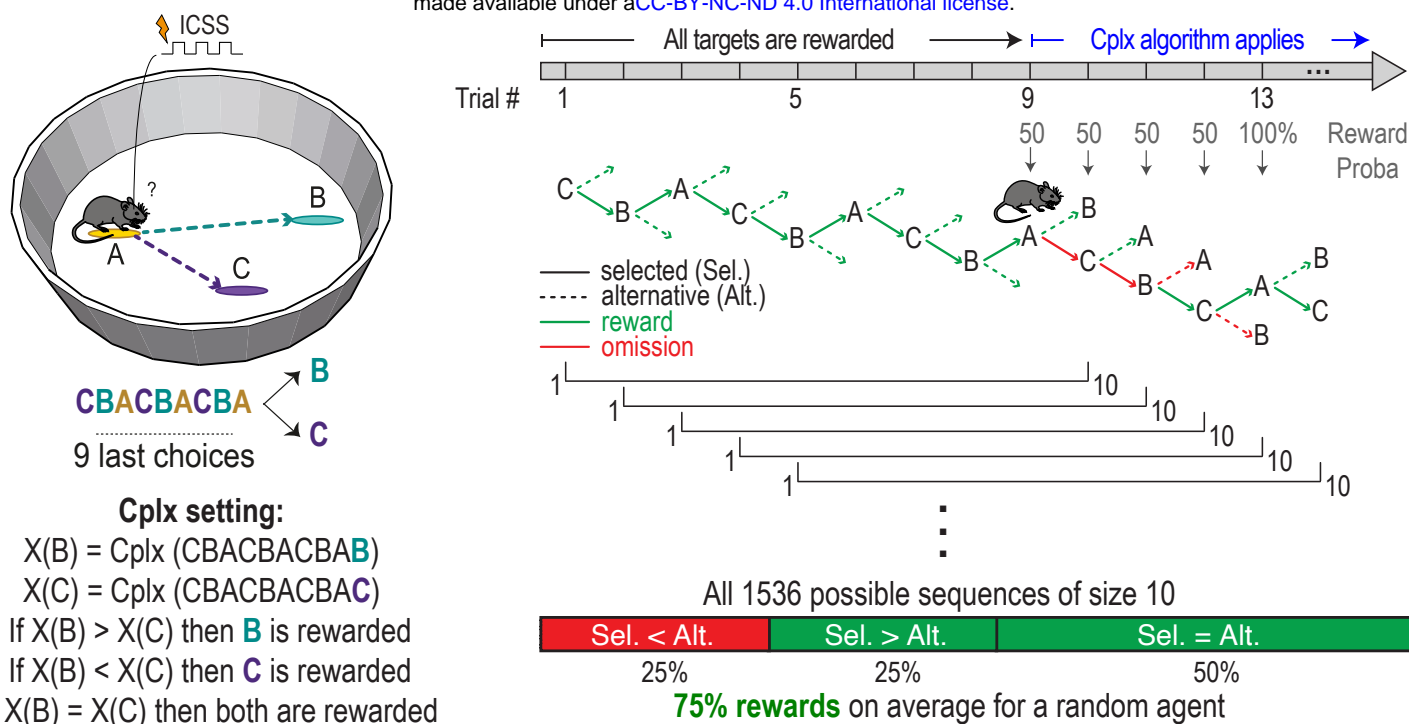 made available under aCC-BY-NC-ND 4.0 International license.
ICSS
?
B
A
C
CBACBACBA
B
C
9 last choices
Cplx setting:
X(B) = Cplx (CBACBACBAB)
X(C) = Cplx (CBACBACBAC)
If X(B) > X(C) then B is rewarded
If X(B) < X(C) then C is rewarded
X(B) = X(C) then both are rewarded
All targets are rewarded
Cplx algorithm applies
...
Trial #
1
5
9
13
50 50 50 50 100% Reward
Proba
C B A C B A C B A C B C A C
B A A B B
selected (Sel.)
alternative (Alt.)
reward
omission
1 10
1 10
1 10
1 10
1 10
All 1536 possible sequences of size 10
Sel. < Alt. Sel. > Alt. Sel. = Alt.
25% 25% 50%
75% rewards on average for a random agent